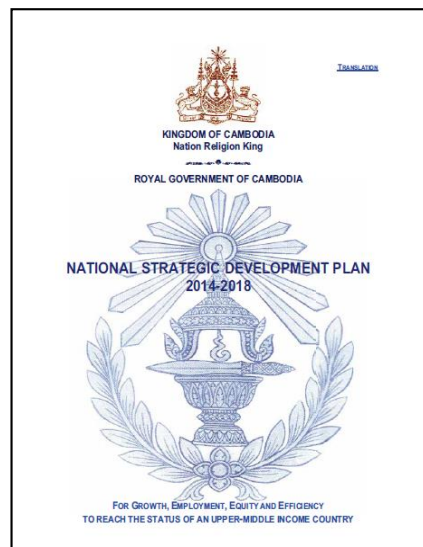 TRANSLATION
KINGDOM OF CAMBODIA
Nation Religion King
ROYAL GOVERNMENT OF CAMBODIA
NATIONAL STRATEGIC DEVELOPMENT PLAN
2014-2018
FOR GROWTH, EMPLOYMENT, EQUITY AND EFFICIENCY
TO REACH THE STATUS OF AN UPPER-MIDDLE INCOME COUNTRY